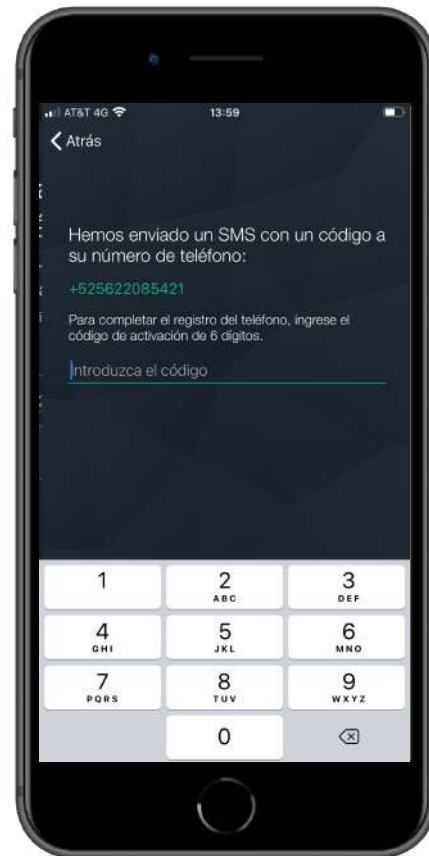 AT&T 4G 13:59
Atrás
Hemos enviado un SMS con un código a
su número de teléfono:
+525622085421
Para completar el registro del teléfono, ingrese el
código de activación de 6 dígitos.
Introduzca el código
1 2 3
ABC DEF
4 5 6
GHI JKL MNO
7 8 9
PQRS TUV WXYZ
0